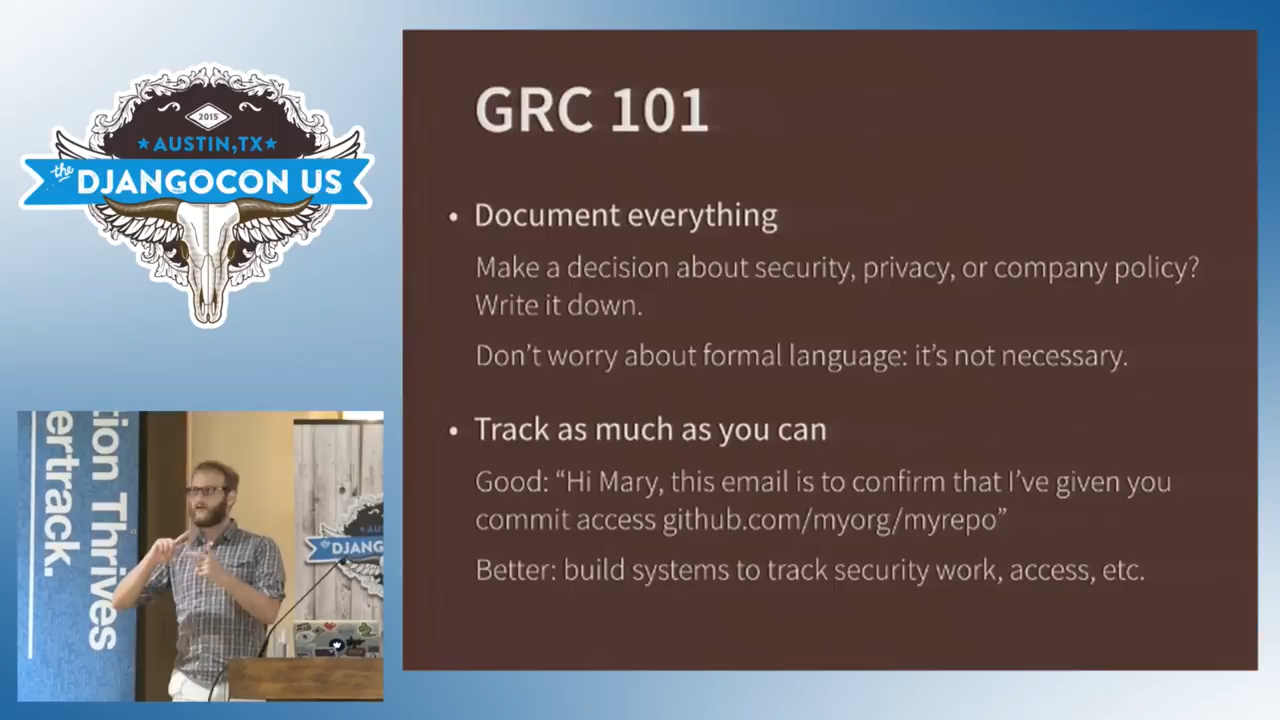 2015
AUSTIN, TX
the
DJANGOCON US
GRC 101
• Document everything
Make a decision about security, privacy, or company policy?
Write it down.
Don’t worry about formal language: it’s not necessary.
• Track as much as you can
Good: “Hi Mary, this email is to confirm that I’ve given you
commit access github.com/myorg/myrepo”
Better: build systems to track security work, access, etc.
tion Thrives
ertrack.
DJANG